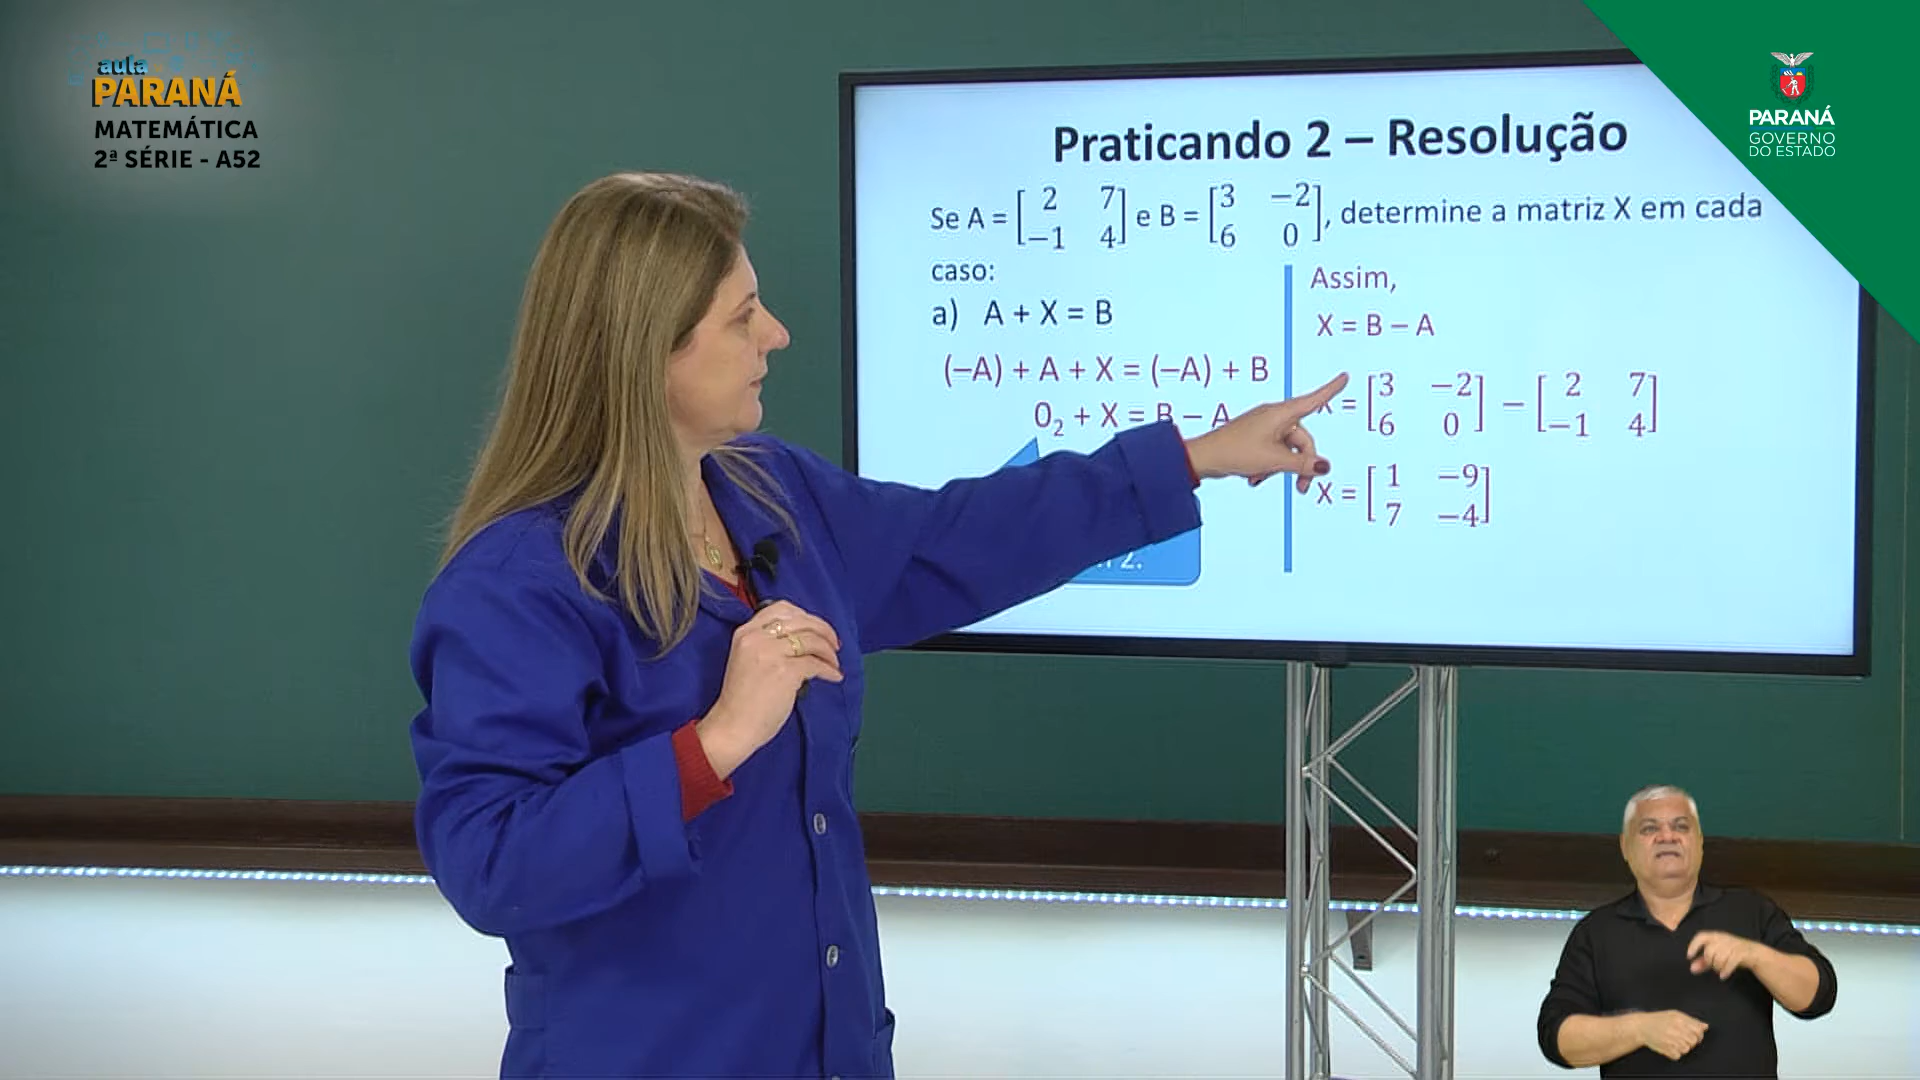 aula
PARANÁ
MATEMÁTICA
2ª SÉRIE - A52
PARANÁ
GOVERNO
DO ESTADO
Praticando 2 – Resolução
Se A = [2 7 −1 4] e B = [3 −2 6 0], determine a matriz X em cada
caso:
a) A + X = B
(–A) + A + X = (–A) + B
0₂ + X = B – A
2.
Assim,
X = B – A
X = [3 −2 6 0] − [2 7 −1 4]
X = [1 −9 7 −4]